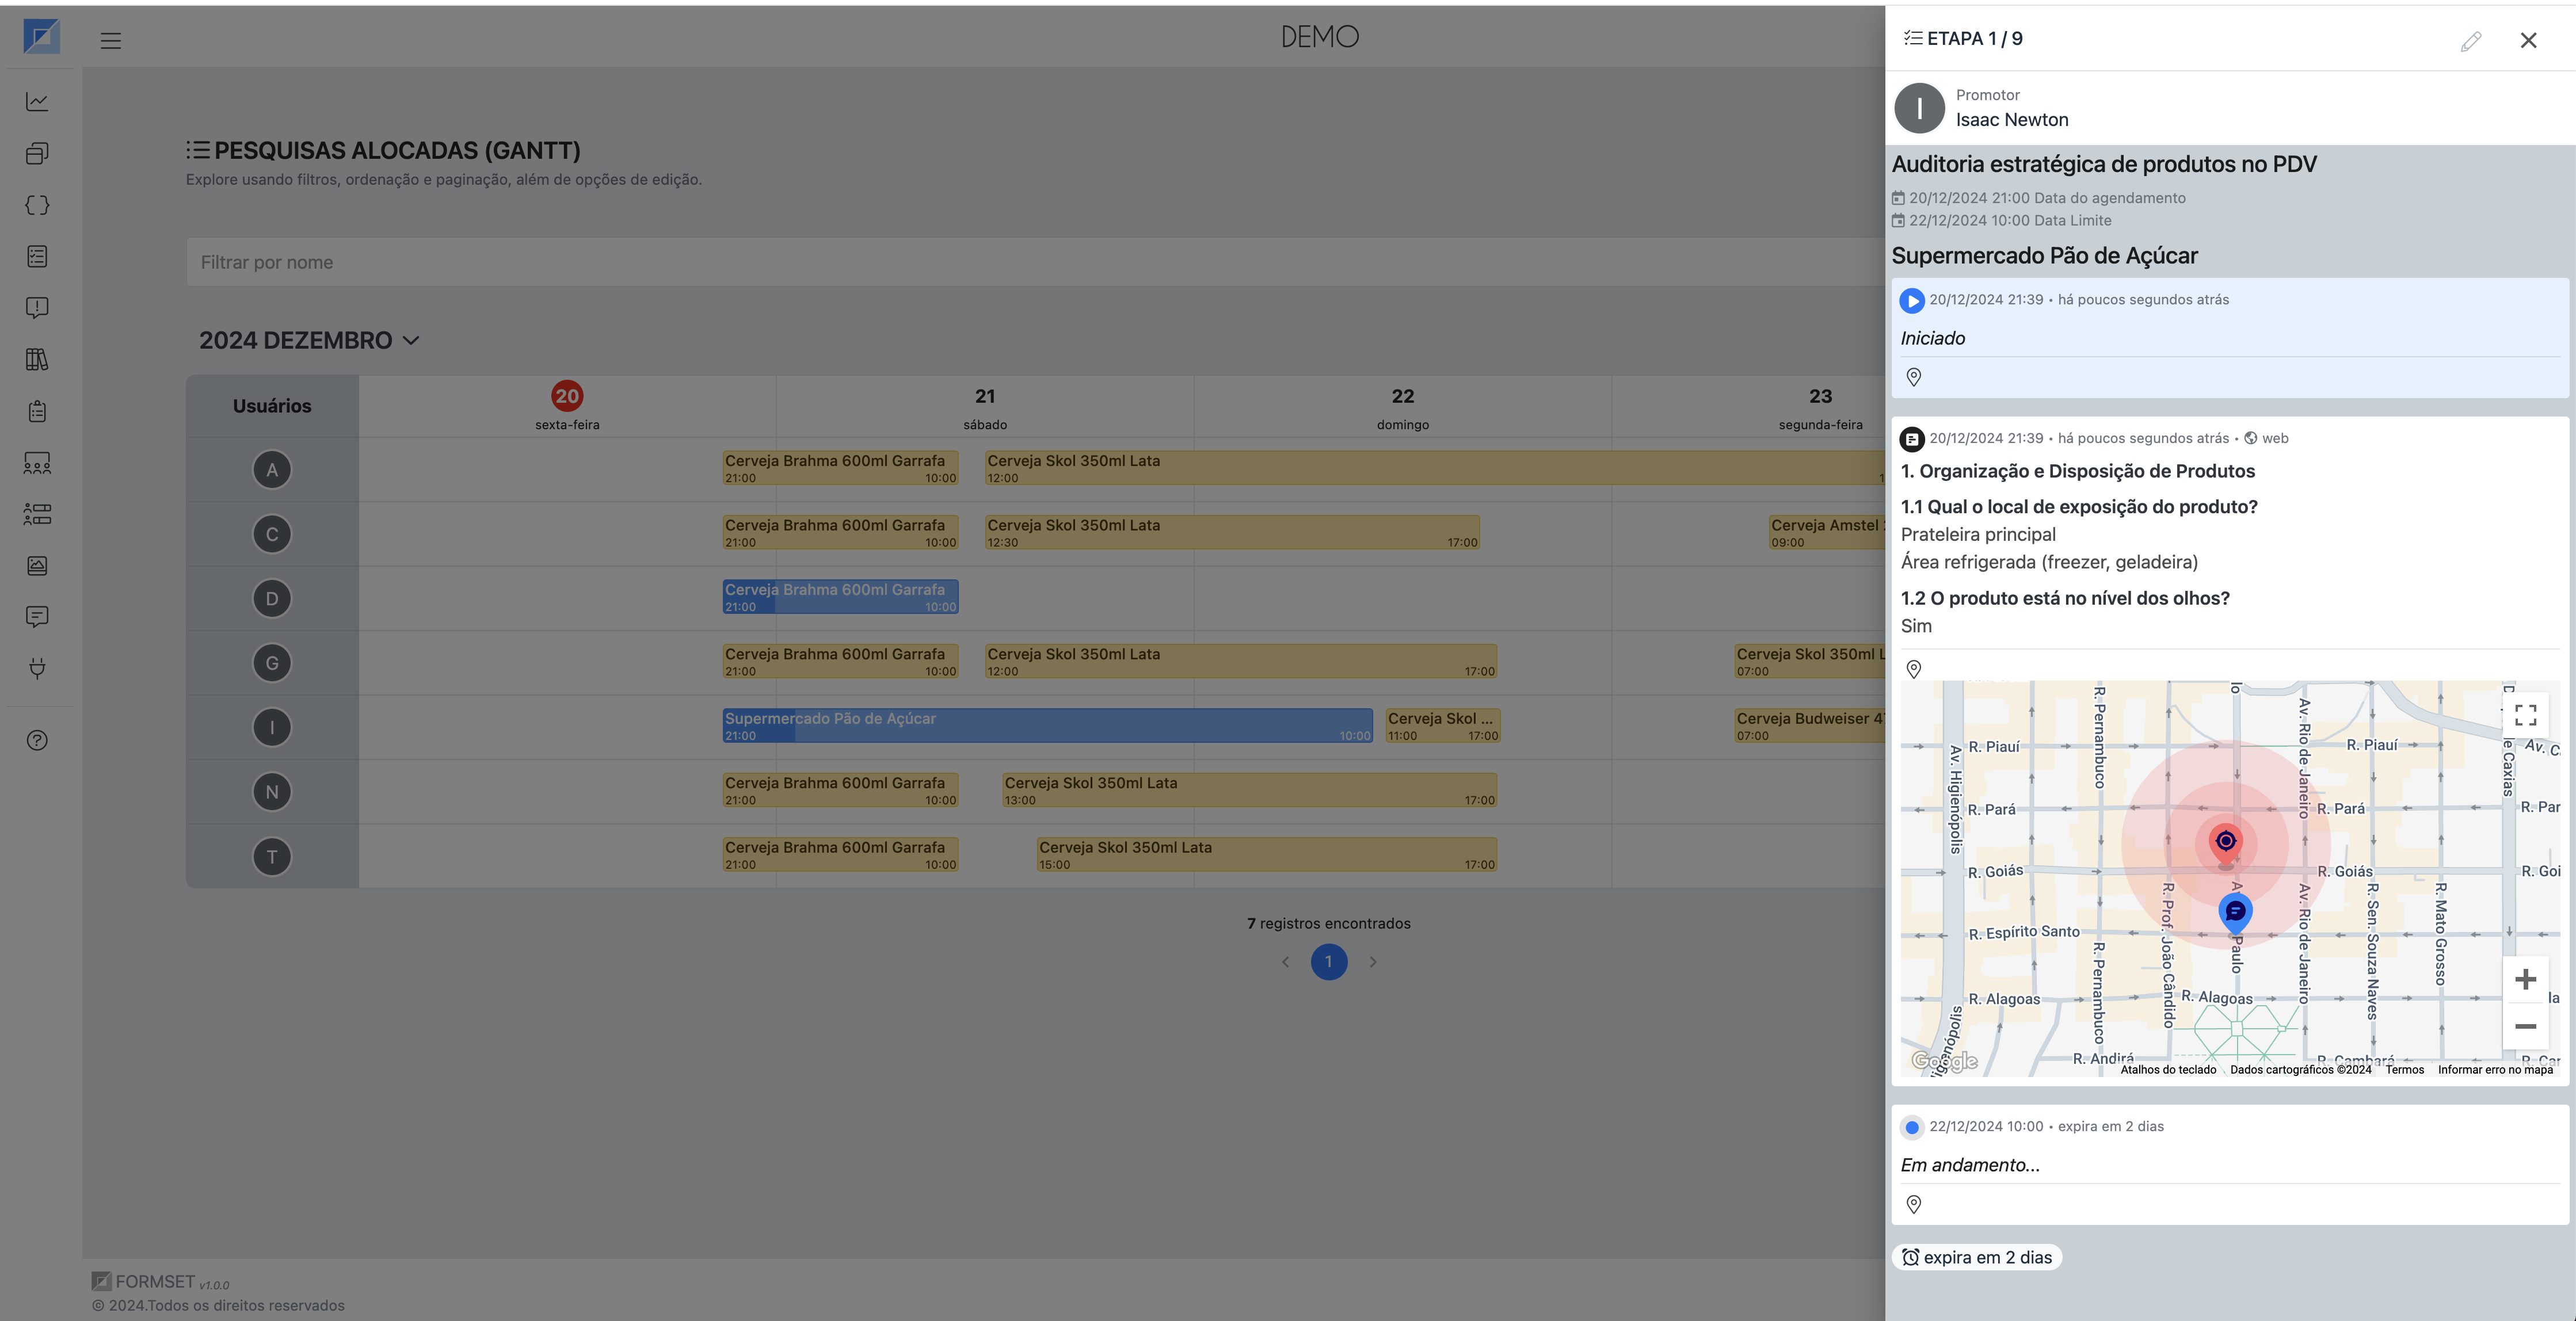 DEMO
PESQUISAS ALOCADAS (GANTT)
Explore usando filtros, ordenação e paginação, além de opções de edição.
Filtrar por nome
2024 DEZEMBRO
Usuários
20
sexta-feira
21
sábado
22
domingo
23
segunda-feira
A
Cerveja Brahma 600ml Garrafa
21:00 10:00
Cerveja Skol 350ml Lata
12:00
C
Cerveja Brahma 600ml Garrafa
21:00 10:00
Cerveja Skol 350ml Lata
12:30 17:00
Cerveja Amstel
09:00
D
Cerveja Brahma 600ml Garrafa
21:00 10:00
G
Cerveja Brahma 600ml Garrafa
21:00 10:00
Cerveja Skol 350ml Lata
12:00 17:00
Cerveja Skol 350ml L
07:00
I
Supermercado Pão de Açúcar
21:00 10:00
Cerveja Skol ...
11:00 17:00
Cerveja Budweiser 4
07:00
N
Cerveja Brahma 600ml Garrafa
21:00 10:00
Cerveja Skol 350ml Lata
13:00 17:00
T
Cerveja Brahma 600ml Garrafa
21:00 10:00
Cerveja Skol 350ml Lata
15:00 17:00
7 registros encontrados
1
FORMSET v1.0.0
© 2024.Todos os direitos reservados
ETAPA 1 / 9
I
Promotor
Isaac Newton
Auditoria estratégica de produtos no PDV
20/12/2024 21:00 Data do agendamento
22/12/2024 10:00 Data Limite
Supermercado Pão de Açúcar
20/12/2024 21:39 • há poucos segundos atrás
Iniciado
20/12/2024 21:39 • há poucos segundos atrás • web
1. Organização e Disposição de Produtos
1.1 Qual o local de exposição do produto?
Prateleira principal
Área refrigerada (freezer, geladeira)
1.2 O produto está no nível dos olhos?
Sim
R. Pernambuco
Av. Rio de Janeiro
Av. Higienópolis
R. Piauí
R. Piauí
Av. C
le Caxias
R. Pará
R. Pará
R. Par
R. Goiás
R. Goiás
R. Goi
R. Prof. João Cândido
Av. Rio de Janeiro
R. Sen. Souza Naves
R. Mato Grosso
R. Espírito Santo
Paulo
R. Pernambuco
R. Alagoas
R. Alagoas
R. Andirá
R. Cambará
Google
Atalhos do teclado Dados cartográficos ©2024 Termos Informar erro no mapa
22/12/2024 10:00 • expira em 2 dias
Em andamento...
expira em 2 dias